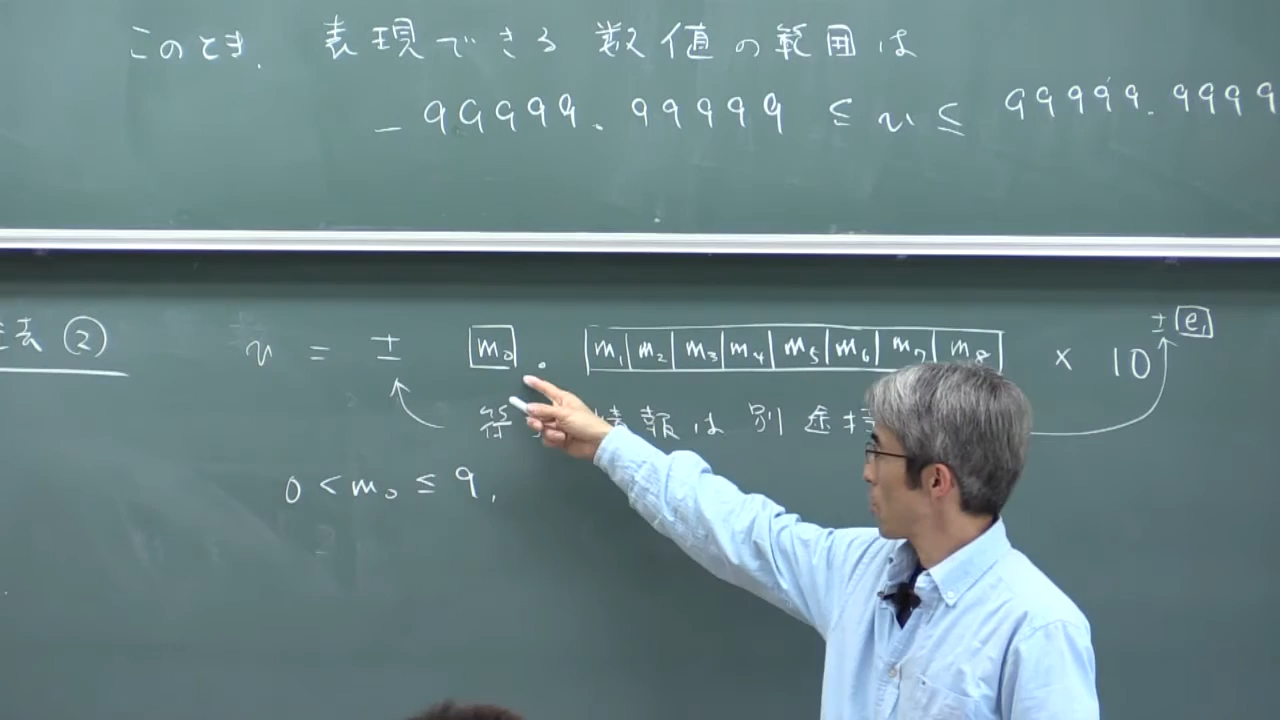 このとき、 表現できる 数値の範囲は
- 99999.99999 ≤ v ≤ 99999.9999
法② v = ± m₀ . m₁ m₂ m₃ m₄ m₅ m₆ m₇ m₈ × 10 ± e₁
情報は別途
0 < m₀ ≤ 9,